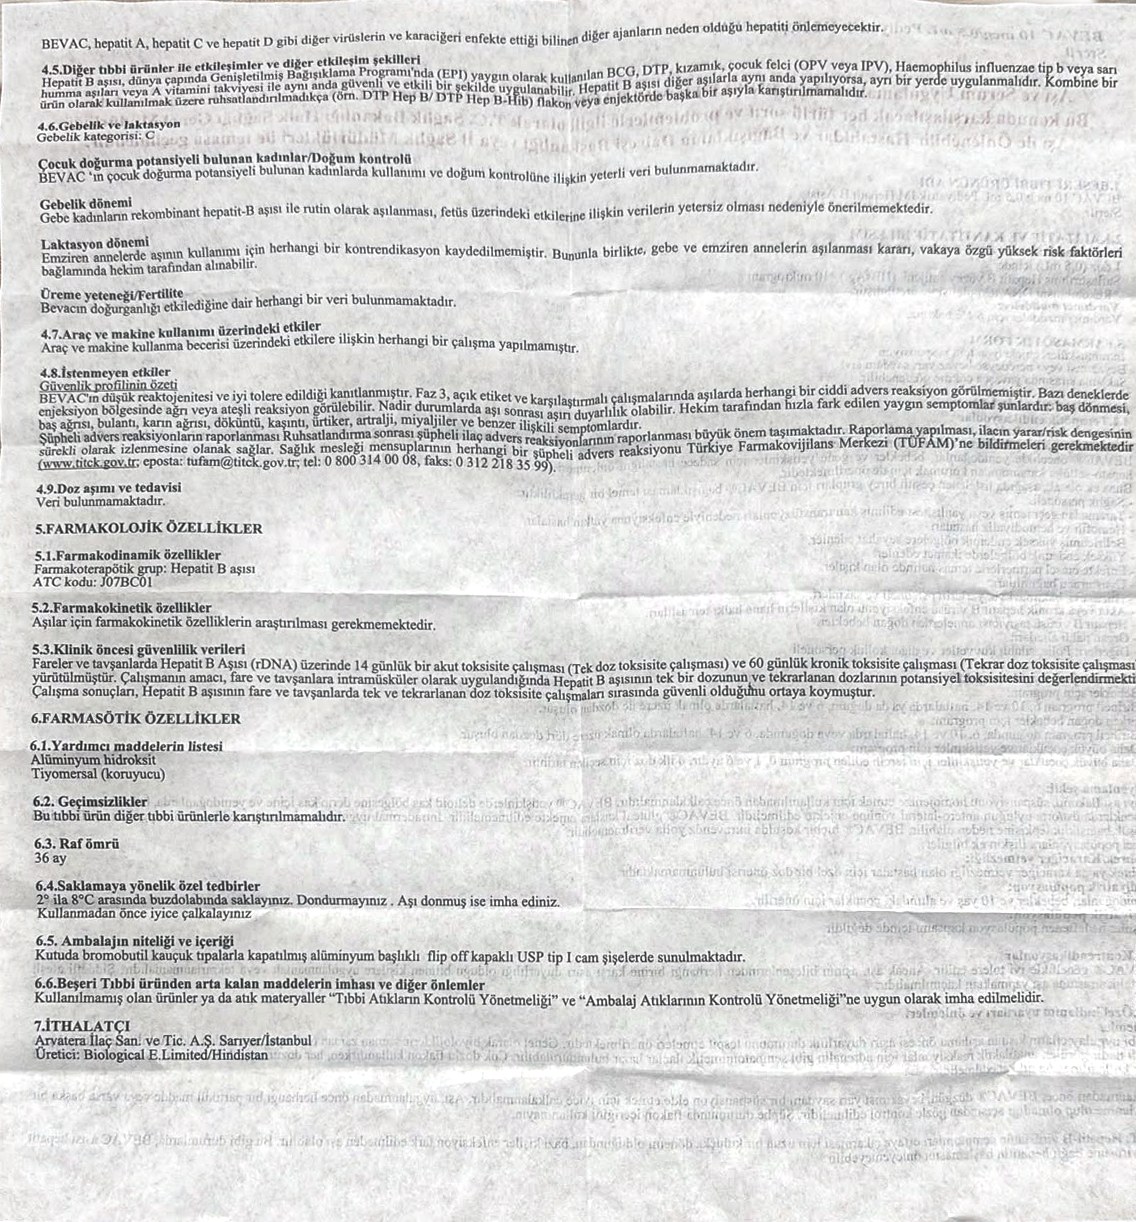 BEVAC, hepatit A, hepatit C ve hepatit D gibi diğer virüslerin ve karaciğeri enfekte ettiği bilinen diğer ajanların neden olduğu hepatiti önlemeyecektir.
4.5.Diğer tıbbi ürünler ile etkileşimler ve diğer etkileşim şekilleri
Hepatit B aşısı, dünya çapında Genişletilmiş Bağışıklama Programı'nda (EPI) yaygın olarak kullanılan BCG, DTP, kızamık, çocuk felci (OPV veya IPV), Haemophilus influenzae tip b veya sarı
humma aşıları veya A vitamini takviyesi ile aynı anda güvenli ve etkili bir şekilde uygulanabilir. Hepatit B aşısı diğer aşılarla aynı anda yapılıyorsa, ayrı bir yerde uygulanmalıdır. Kombine bir
ürün olarak kullanılmak üzere ruhsatlandırılmadıkça (örn. DTP Hep B/ DTP Hep B-Hib) flakon veya enjektörde başka bir aşıyla karıştırılmamalıdır.
4.6.Gebelik ve laktasyon
Gebelik kategorisi: C
Çocuk doğurma potansiyeli bulunan kadınlar/Doğum kontrolü
BEVAC 'ın çocuk doğurma potansiyeli bulunan kadınlarda kullanımı ve doğum kontrolüne ilişkin yeterli veri bulunmamaktadır.
Gebelik dönemi
Gebe kadınların rekombinant hepatit-B aşısı ile rutin olarak aşılanması, fetüs üzerindeki etkilerine ilişkin verilerin yetersiz olması nedeniyle önerilmemektedir.
Laktasyon dönemi
Emziren annelerde aşının kullanımı için herhangi bir kontrendikasyon kaydedilmemiştir. Bununla birlikte, gebe ve emziren annelerin aşılanması kararı, vakaya özgü yüksek risk faktörleri
bağlamında hekim tarafından alınabilir.
Üreme yeteneği/Fertilite
Bevacın doğurganlığı etkilediğine dair herhangi bir veri bulunmamaktadır.
4.7.Araç ve makine kullanımı üzerindeki etkiler
Araç ve makine kullanma becerisi üzerindeki etkilere ilişkin herhangi bir çalışma yapılmamıştır.
4.8.İstenmeyen etkiler
Güvenlik profilinin özeti
BEVAC'ın düşük reaktojenitesi ve iyi tolere edildiği kanıtlanmıştır. Faz 3, açık etiket ve karşılaştırmalı çalışmalarında aşılarda herhangi bir ciddi advers reaksiyon görülmemiştir. Bazı deneklerde
enjeksiyon bölgesinde ağrı veya ateşli reaksiyon görülebilir. Nadir durumlarda aşı sonrası aşırı duyarlılık olabilir. Hekim tarafından hızla fark edilen yaygın semptomlar şunlardır: baş dönmesi,
baş ağrısı, bulantı, karın ağrısı, döküntü, kaşıntı, ürtiker, artralji, miyaljiler ve benzer ilişkili semptomlardır.
Şüpheli advers reaksiyonların raporlanması Ruhsatlandırma sonrası şüpheli ilaç advers reaksiyonlarının raporlanması büyük önem taşımaktadır. Raporlama yapılması, ilacın yarar/risk dengesinin
sürekli olarak izlenmesine olanak sağlar. Sağlık mesleği mensuplarının herhangi bir şüpheli advers reaksiyonu Türkiye Farmakovijilans Merkezi (TÜFAM)'ne bildirmeleri gerekmektedir
(www.titck.gov.tr; eposta: tufam@titck.gov.tr; tel: 0 800 314 00 08, faks: 0 312 218 35 99).
4.9.Doz aşımı ve tedavisi
Veri bulunmamaktadır.
5.FARMAKOLOJİK ÖZELLİKLER
5.1.Farmakodinamik özellikler
Farmakoterapötik grup: Hepatit B aşısı
ATC kodu: J07BC01
5.2.Farmakokinetik özellikler
Aşılar için farmakokinetik özelliklerin araştırılması gerekmemektedir.
5.3.Klinik öncesi güvenlilik verileri
Fareler ve tavşanlarda Hepatit B Aşısı (rDNA) üzerinde 14 günlük bir akut toksisite çalışması (Tek doz toksisite çalışması) ve 60 günlük kronik toksisite çalışması (Tekrar doz toksisite çalışması
yürütülmüştür. Çalışmanın amacı, fare ve tavşanlara intramusküler olarak uygulandığında Hepatit B aşısının tek bir dozunun ve tekrarlanan dozlarının potansiyel toksisitesini değerlendirmekti
Çalışma sonuçları, Hepatit B aşısının fare ve tavşanlarda tek ve tekrarlanan doz toksisite çalışmaları sırasında güvenli olduğunu ortaya koymuştur.
6.FARMASÖTİK ÖZELLİKLER
6.1.Yardımcı maddelerin listesi
Alüminyum hidroksit
Tiyomersal (koruyucu)
6.2. Geçimsizlikler
Bu tıbbi ürün diğer tıbbi ürünlerle karıştırılmamalıdır.
6.3. Raf ömrü
36 ay
6.4.Saklamaya yönelik özel tedbirler
2° ila 8°C arasında buzdolabında saklayınız. Dondurmayınız . Aşı donmuş ise imha ediniz.
Kullanmadan önce iyice çalkalayınız
6.5. Ambalajın niteliği ve içeriği
Kutuda bromobutil kauçuk tıpalarla kapatılmış alüminyum başlıklı flip off kapaklı USP tip I cam şişelerde sunulmaktadır.
6.6.Beşeri Tıbbi üründen arta kalan maddelerin imhası ve diğer önlemler
Kullanılmamış olan ürünler ya da atık materyaller “Tıbbi Atıkların Kontrolü Yönetmeliği” ve “Ambalaj Atıklarının Kontrolü Yönetmeliği”ne uygun olarak imha edilmelidir.
7.İTHALATÇI
Arvatera İlaç San. ve Tic. A.Ş. Sarıyer/İstanbul
Üretici: Biological E.Limited/Hindistan